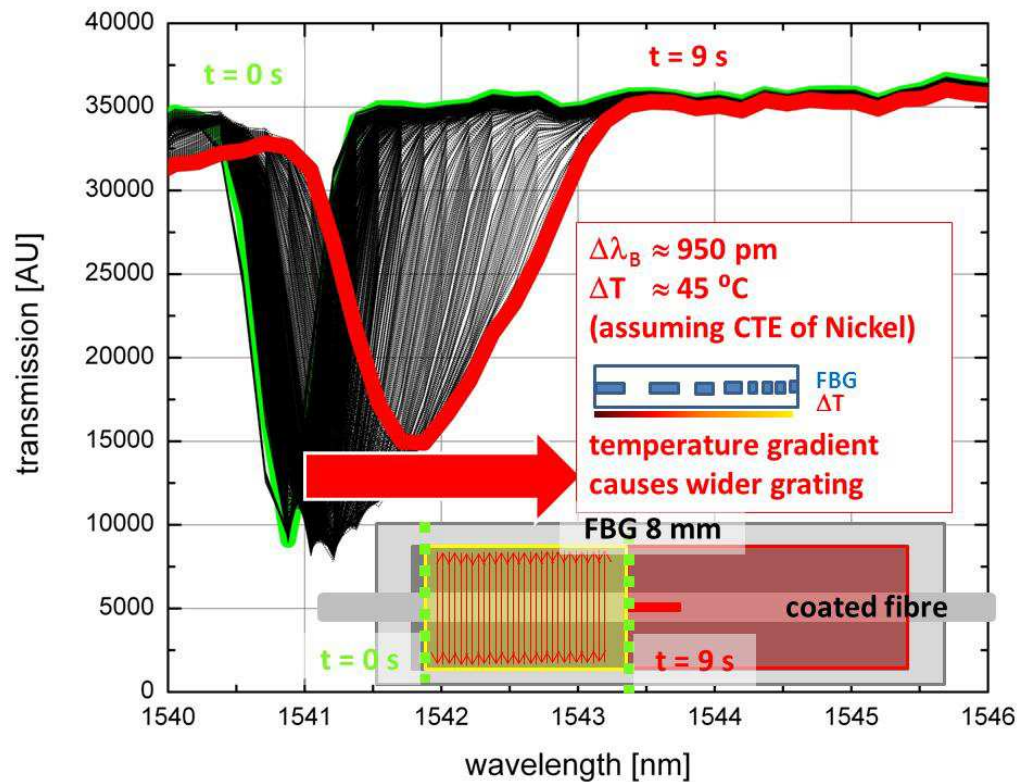 40000
35000
30000
25000
20000
15000
10000
5000
0
transmission [AU]
t = 0 s
t = 9 s
ΔλB ≈ 950 pm
ΔT ≈ 45 ºC
(assuming CTE of Nickel)
FBG
ΔT
temperature gradient
causes wider grating
FBG 8 mm
coated fibre
t = 0 s
t = 9 s
1540 1541 1542 1543 1544 1545 1546
wavelength [nm]